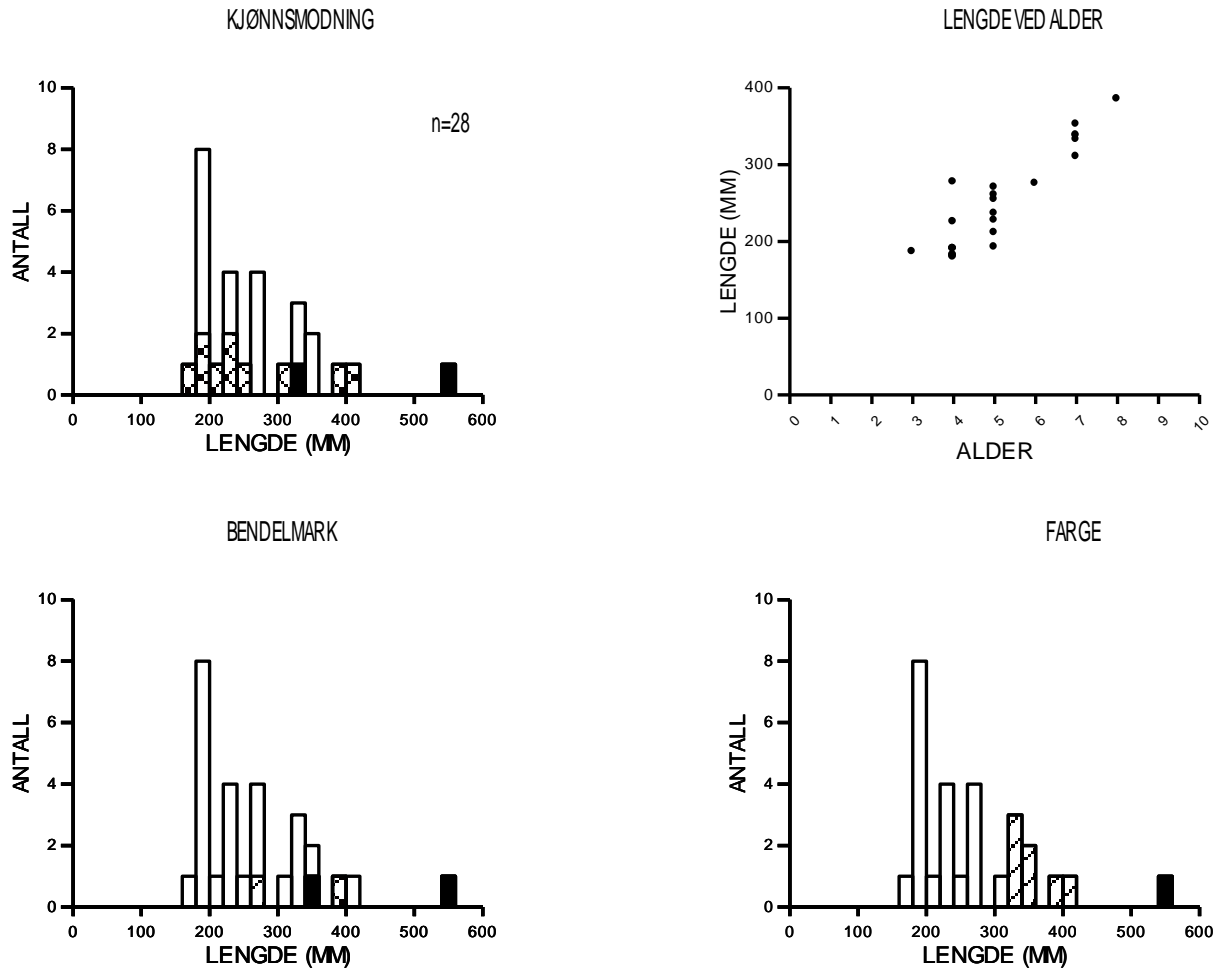 KJØNNSMODNING
n=28
ANTALL
10
8
6
4
2
0
0 100 200 300 400 500 600
LENGDE (MM)
LENGDE VED ALDER
LENGDE (MM)
400
300
200
100
0
0 1 2 3 4 5 6 7 8 9 10
ALDER
BENDELMARK
ANTALL
10
8
6
4
2
0
0 100 200 300 400 500 600
LENGDE (MM)
FARGE
ANTALL
10
8
6
4
2
0
0 100 200 300 400 500 600
LENGDE (MM)